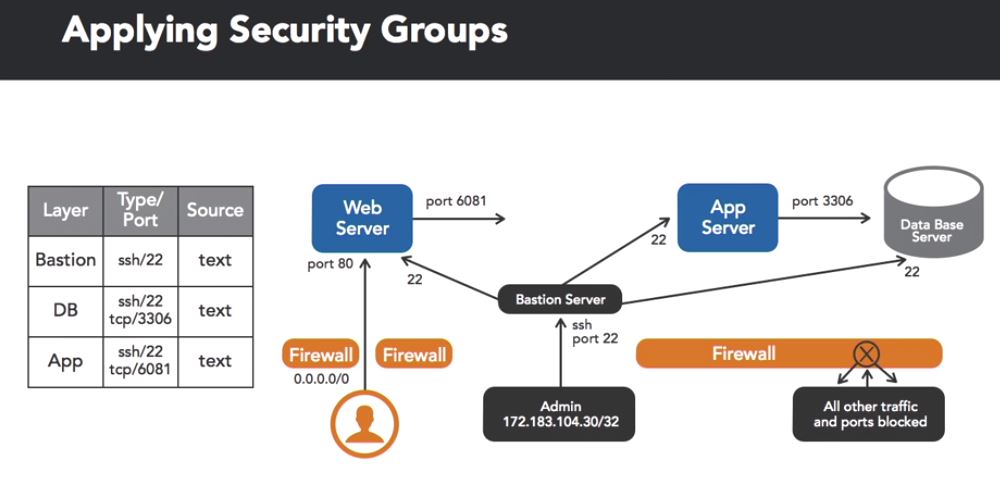 Applying Security Groups
Layer
Type/
Port
Source
Bastion
ssh/22
text
DB
ssh/22
tcp/3306
text
App
ssh/22
tcp/6081
text
Web
Server
port 6081
App
Server
port 3306
Data Base
Server
port 80
22
22
22
Bastion Server
ssh
port 22
Firewall
Firewall
0.0.0.0/0
Firewall
Admin
172.183.104.30/32
All other traffic
and ports blocked